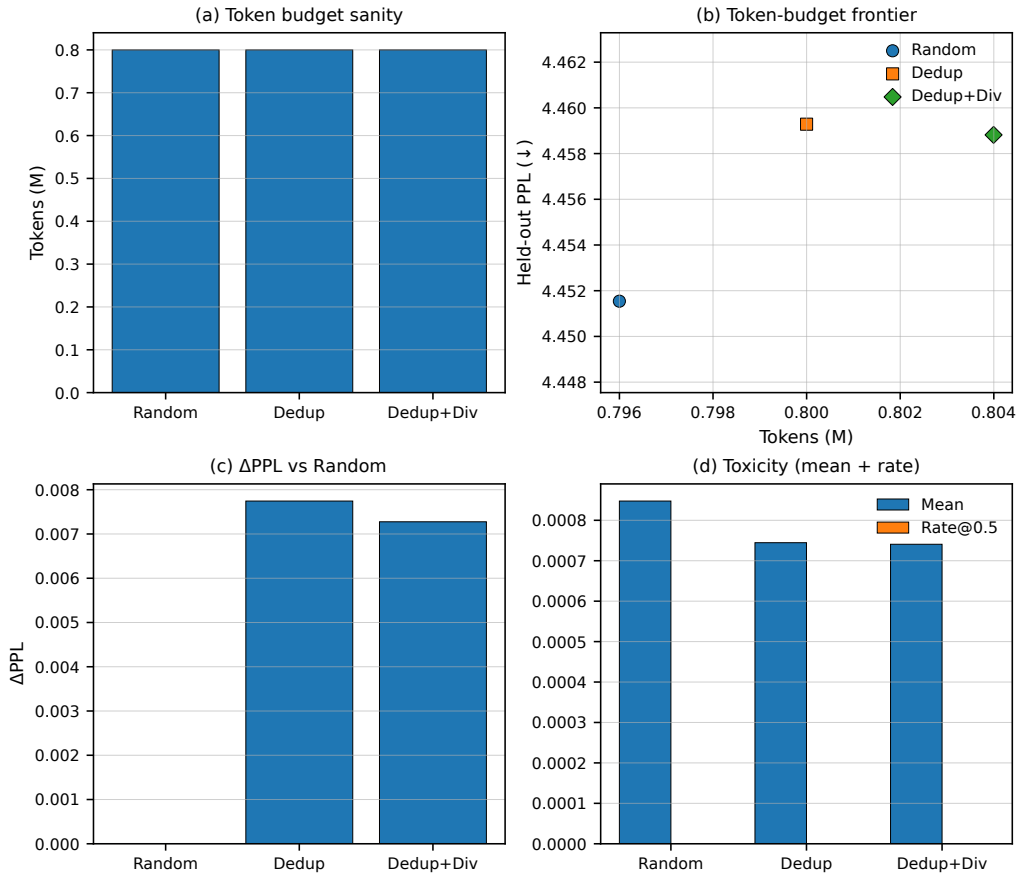 (a) Token budget sanity
Tokens (M)
0.8
0.7
0.6
0.5
0.4
0.3
0.2
0.1
0.0
Random Dedup Dedup+Div
(b) Token-budget frontier
Held-out PPL (↓)
4.462
4.460
4.458
4.456
4.454
4.452
4.450
4.448
Random
Dedup
Dedup+Div
0.796 0.798 0.800 0.802 0.804
Tokens (M)
(c) ΔPPL vs Random
ΔPPL
0.008
0.007
0.006
0.005
0.004
0.003
0.002
0.001
0.000
Random Dedup Dedup+Div
(d) Toxicity (mean + rate)
0.0008
0.0007
0.0006
0.0005
0.0004
0.0003
0.0002
0.0001
0.0000
Mean
Rate@0.5
Random Dedup Dedup+Div